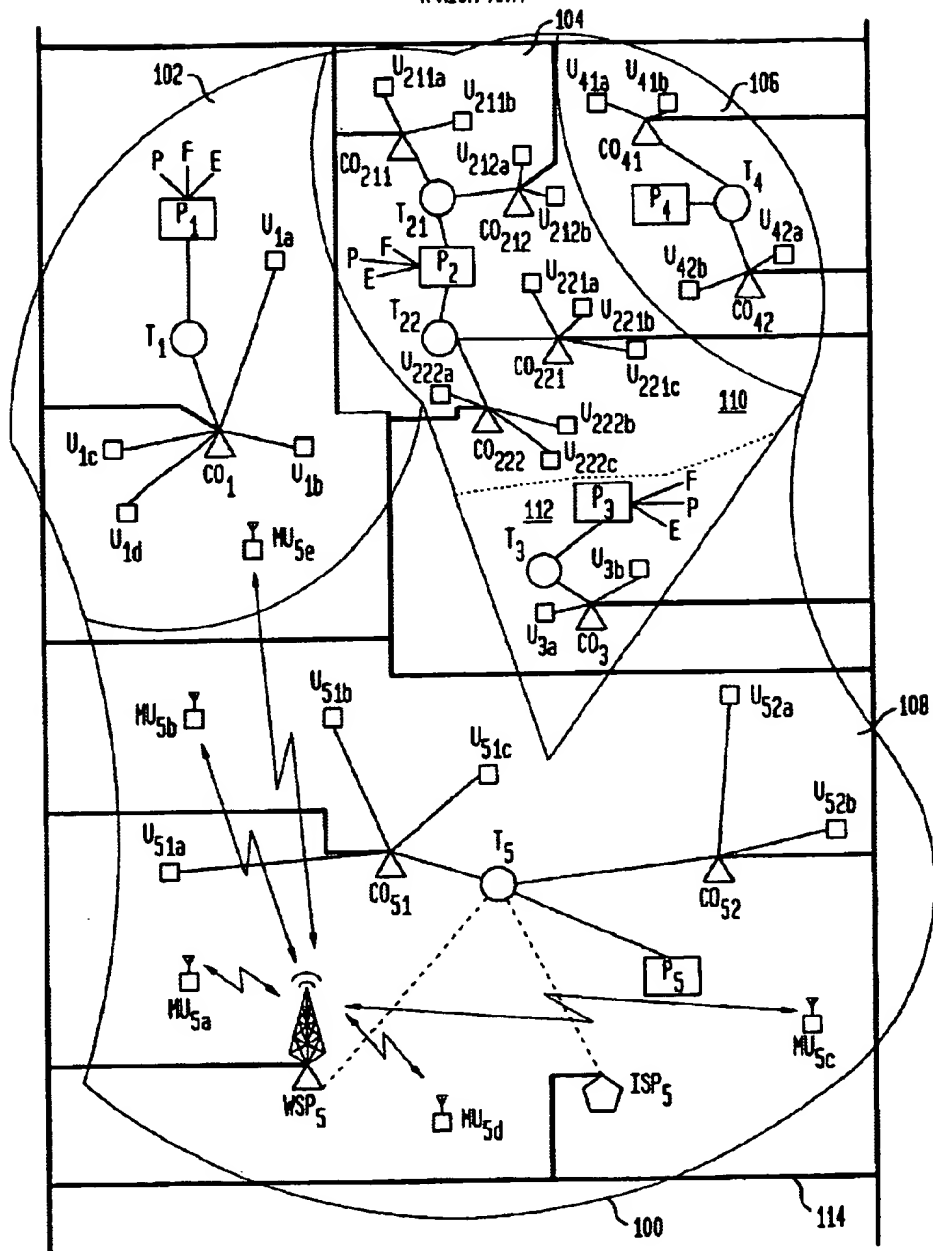 104
102
106
U211a
U211b
U41a
U41b
CO211
U212a
CO41
P
F
E
P1
U1a
T21
CO212
U212b
P4
T4
U42a
P
F
E
P2
U42b
CO42
T1
T22
U221a
U221b
CO221
U221c
U222a
110
U1c
CO1
U1b
CO222
U222b
U222c
U1d
MU5e
112
P3
F
P
E
T3
U3b
U3a
CO3
MU5b
U51b
U51c
U52a
108
U52b
U51a
CO51
T5
CO52
MU5a
P5
MU5c
WSP5
MU5d
ISP5
100
114